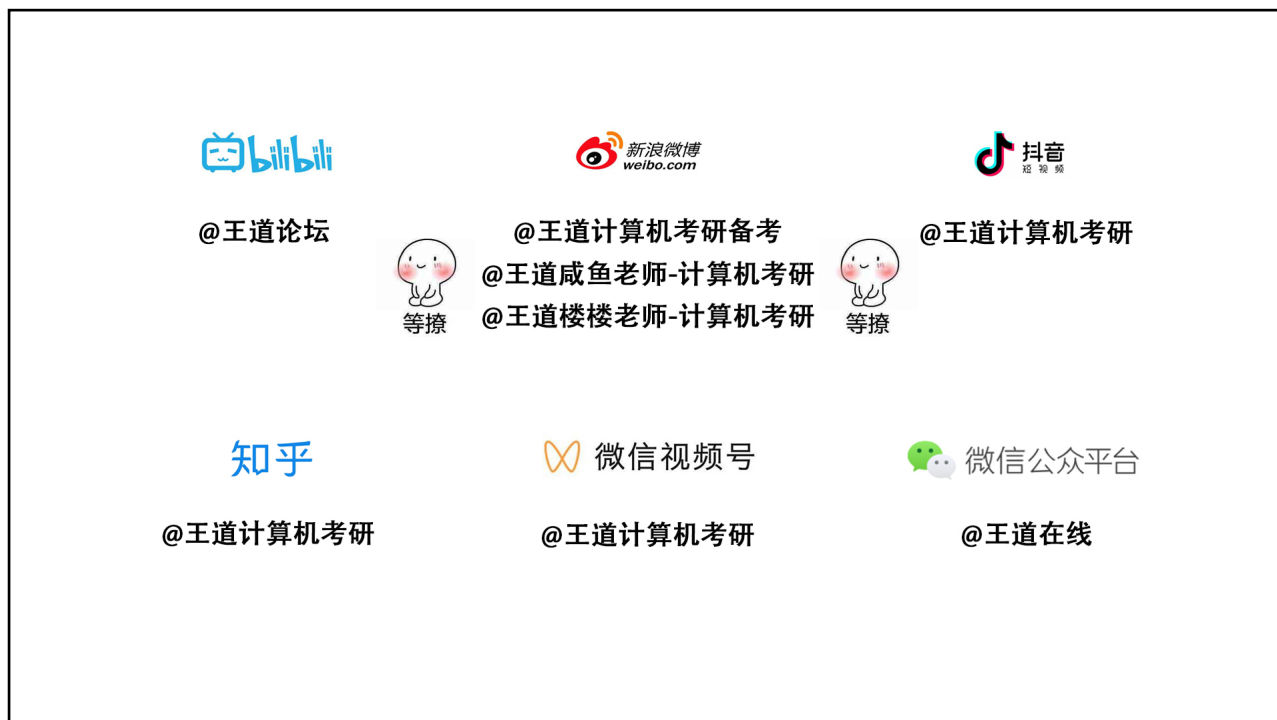 bilibili
新浪微博
weibo.com
抖音
短视频
@王道论坛
@王道计算机考研备考
@王道咸鱼老师-计算机考研
@王道楼楼老师-计算机考研
@王道计算机考研
等撩
等撩
知乎
微信视频号
微信公众平台
@王道计算机考研
@王道计算机考研
@王道在线